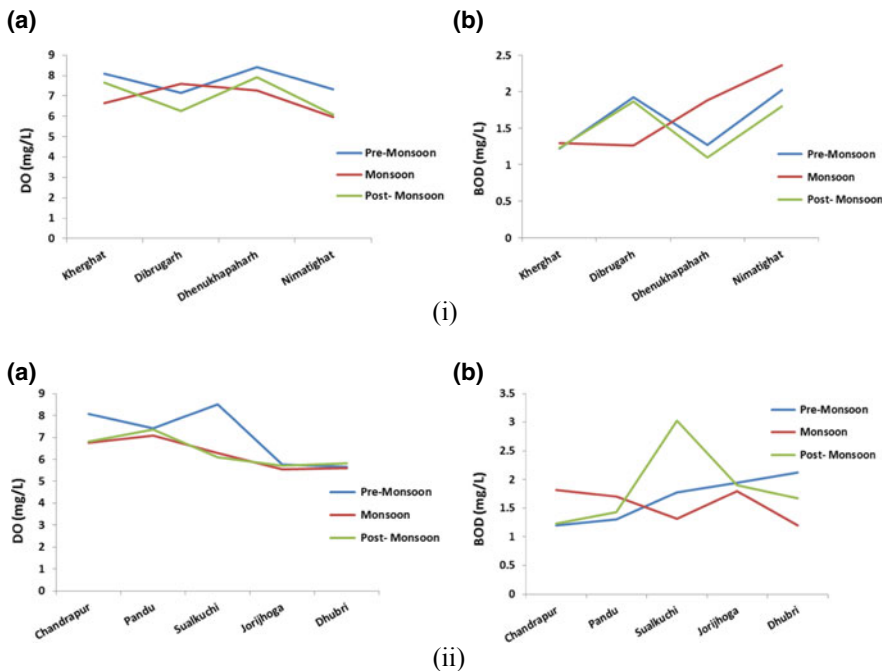 (a)
9
8
7
6
5
4
3
2
1
0
DO (mg/L)
Pre-Monsoon
Monsoon
Post- Monsoon
Kherghat
Dibrugarh
Dhenukhapaharh
Nimatighat
(b)
2.5
2
1.5
1
0.5
0
BOD (mg/L)
Pre-Monsoon
Monsoon
Post- Monsoon
Kherghat
Dibrugarh
Dhenukhapaharh
Nimatighat
(i)
(a)
9
8
7
6
5
4
3
2
1
0
DO (mg/L)
Pre-Monsoon
Monsoon
Post- Monsoon
Chandrapur
Pandu
Sualkuchi
Jorijhoga
Dhubri
(b)
3.5
3
2.5
2
1.5
1
0.5
0
BOD (mg/L)
Pre-Monsoon
Monsoon
Post- Monsoon
Chandrapur
Pandu
Sualkuchi
Jorijhoga
Dhubri
(ii)